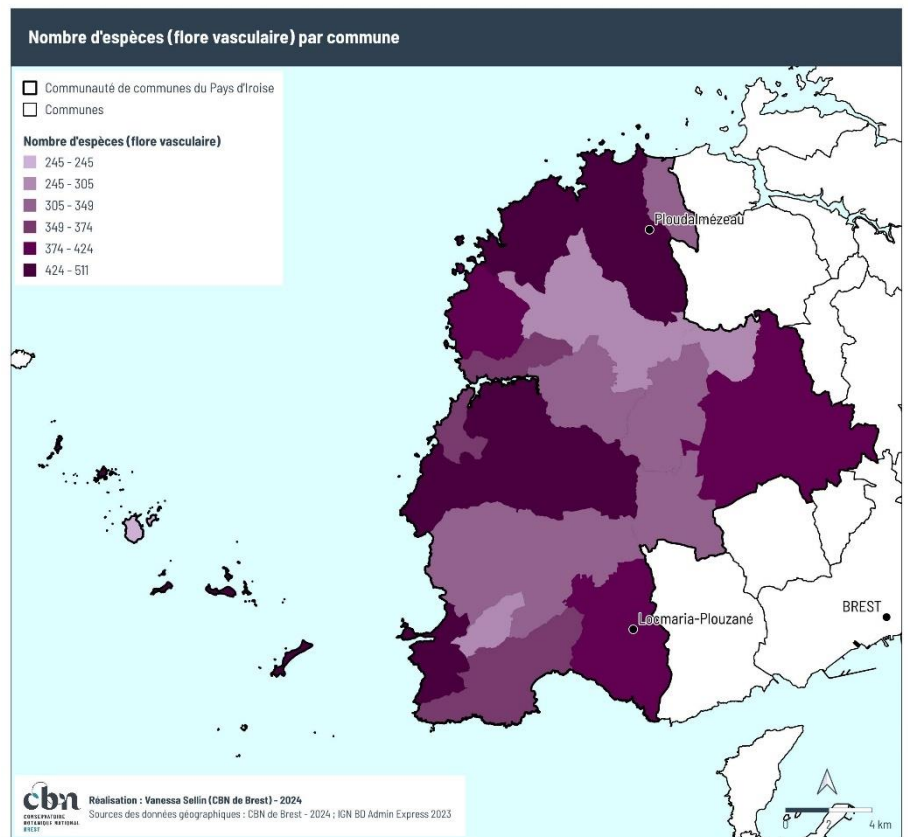 Nombre d'espèces (flore vasculaire) par commune
Communauté de communes du Pays d'Iroise
Communes
Nombre d'espèces (flore vasculaire)
245 - 245
245 - 305
305 - 349
349 - 374
374 - 424
424 - 511
Ploudalmézeau
BREST
Locmaria-Plouzané
cbn
CONSERVATOIRE
BOTANIQUE NATIONAL
BREST
Réalisation : Vanessa Sellin (CBN de Brest) - 2024
Sources des données géographiques : CBN de Brest - 2024 ; IGN BD Admin Express 2023
0 2 4 km